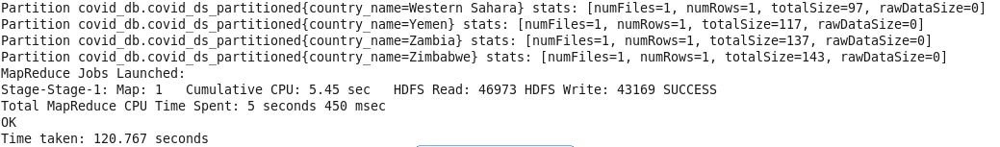 Partition covid_db.covid_ds_partitioned{country_name=Western Sahara} stats: [numFiles=1, numRows=1, totalSize=97, rawDataSize=0]
Partition covid_db.covid_ds_partitioned{country_name=Yemen} stats: [numFiles=1, numRows=1, totalSize=117, rawDataSize=0]
Partition covid_db.covid_ds_partitioned{country_name=Zambia} stats: [numFiles=1, numRows=1, totalSize=137, rawDataSize=0]
Partition covid_db.covid_ds_partitioned{country_name=Zimbabwe} stats: [numFiles=1, numRows=1, totalSize=143, rawDataSize=0]
MapReduce Jobs Launched:
Stage-Stage-1: Map: 1   Cumulative CPU: 5.45 sec   HDFS Read: 46973 HDFS Write: 43169 SUCCESS
Total MapReduce CPU Time Spent: 5 seconds 450 msec
OK
Time taken: 120.767 seconds